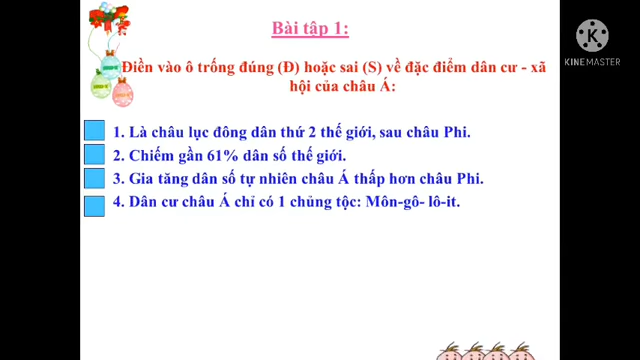 K
KINEMASTER
Bài tập 1:
Điền vào ô trống đúng (Đ) hoặc sai (S) về đặc điểm dân cư - xã
hội của châu Á:
1. Là châu lục đông dân thứ 2 thế giới, sau châu Phi.
2. Chiếm gần 61% dân số thế giới.
3. Gia tăng dân số tự nhiên châu Á thấp hơn châu Phi.
4. Dân cư châu Á chỉ có 1 chủng tộc: Môn-gô- lô-it.